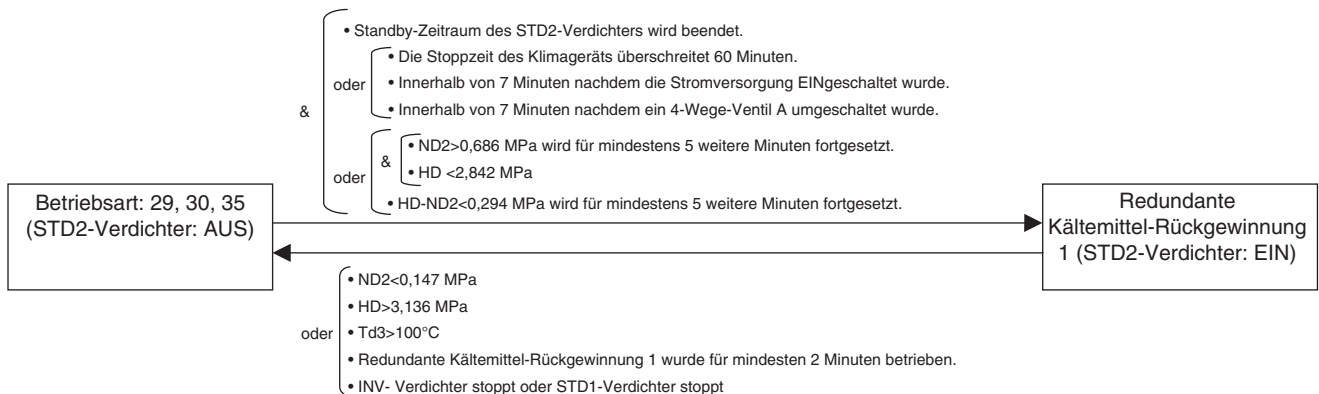 • Standby-Zeitraum des STD2-Verdichters wird beendet.
• Die Stoppzeit des Klimageräts überschreitet 60 Minuten.
oder
• Innerhalb von 7 Minuten nachdem die Stromversorgung EINgeschaltet wurde.
• Innerhalb von 7 Minuten nachdem ein 4-Wege-Ventil A umgeschaltet wurde.
&
• ND2>0,686 MPa wird für mindestens 5 weitere Minuten fortgesetzt.
&
• HD <2,842 MPa
oder
• HD-ND2<0,294 MPa wird für mindestens 5 weitere Minuten fortgesetzt.
Betriebsart: 29, 30, 35
(STD2-Verdichter: AUS)
Redundante
Kältemittel-Rückgewinnung
1 (STD2-Verdichter: EIN)
• ND2<0,147 MPa
• HD>3,136 MPa
oder
• Td3>100°C
• Redundante Kältemittel-Rückgewinnung 1 wurde für mindesten 2 Minuten betrieben.
• INV- Verdichter stoppt oder STD1-Verdichter stoppt